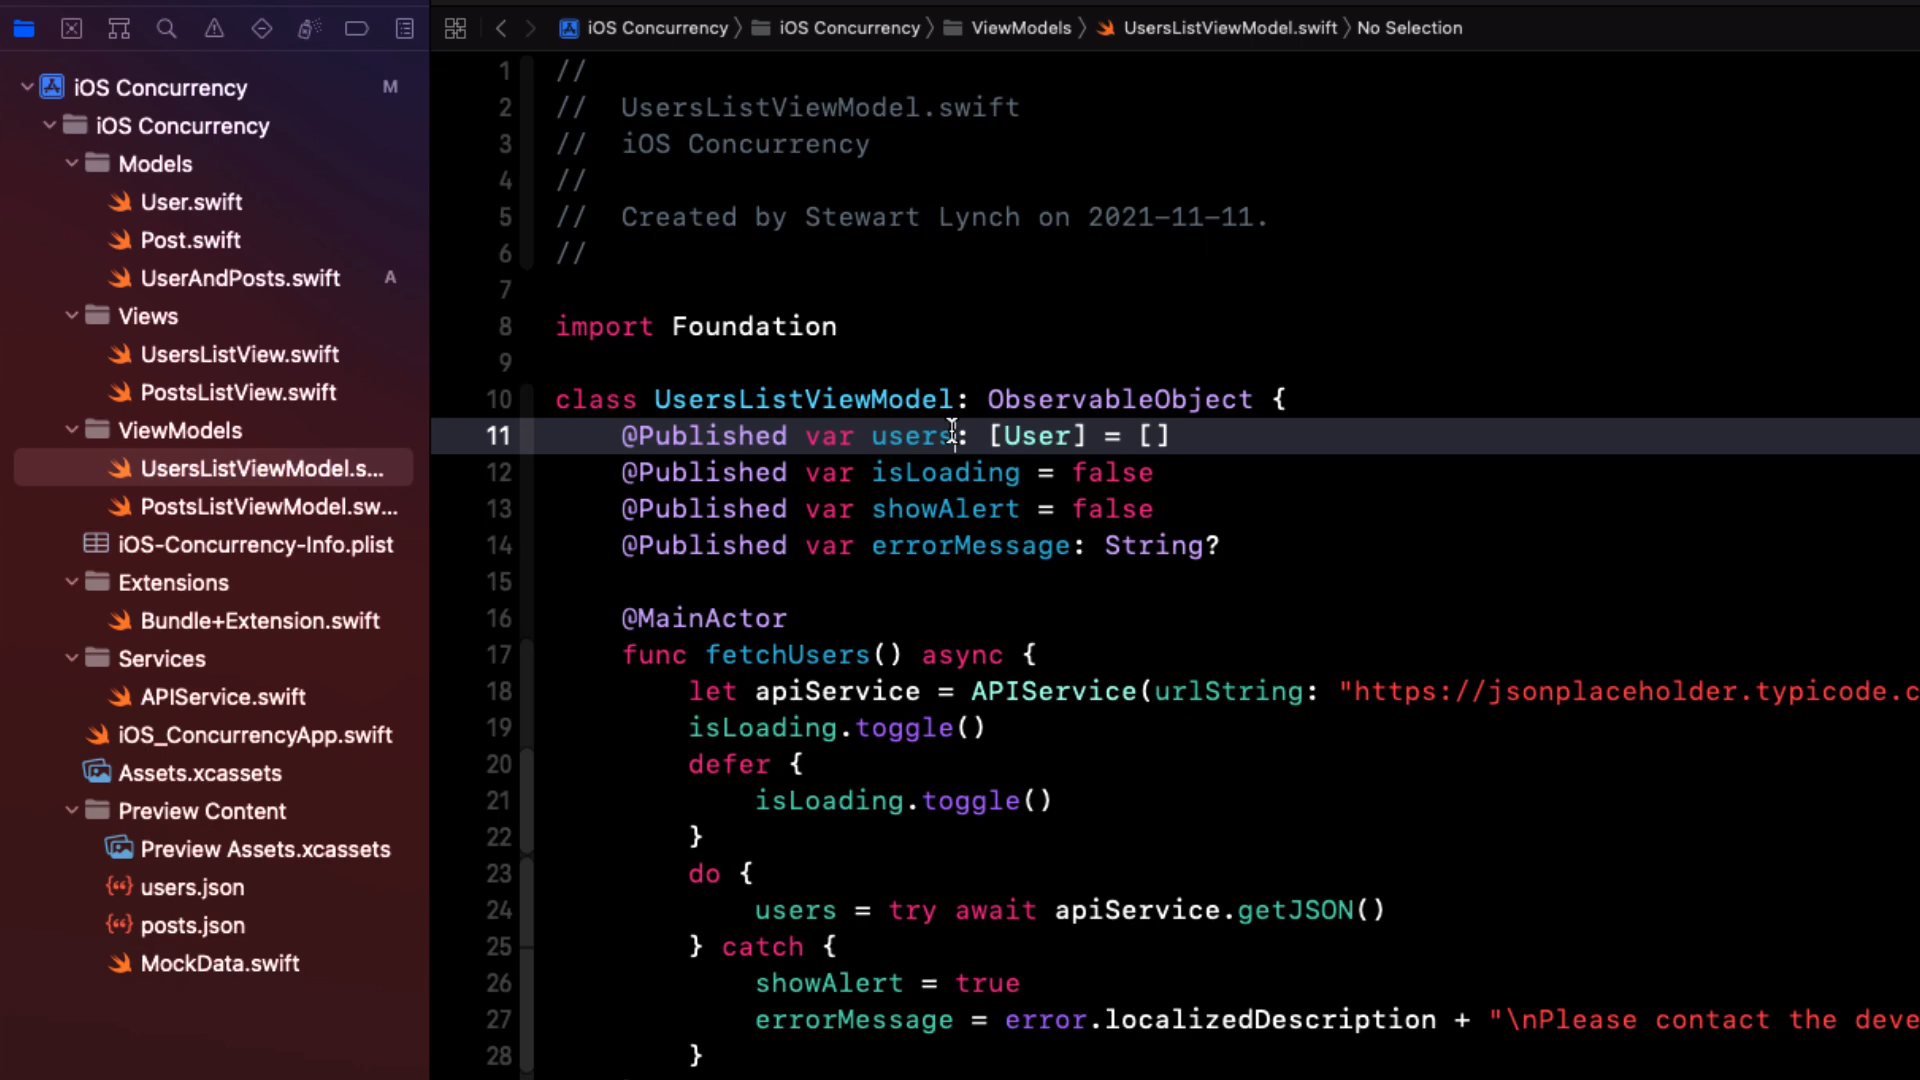 iOS Concurrency
iOS Concurrency
ViewModels
UsersListViewModel.swift
No Selection
iOS Concurrency M
iOS Concurrency
Models
User.swift
Post.swift
UserAndPosts.swift A
Views
UsersListView.swift
PostsListView.swift
ViewModels
UsersListViewModel.s...
PostsListViewModel.sw...
iOS-Concurrency-Info.plist
Extensions
Bundle+Extension.swift
Services
APIService.swift
iOS_ConcurrencyApp.swift
Assets.xcassets
Preview Content
Preview Assets.xcassets
users.json
posts.json
MockData.swift
1 //
2 //  UsersListViewModel.swift
3 //  iOS Concurrency
4 //
5 //  Created by Stewart Lynch on 2021-11-11.
6 //
7
8 import Foundation
9
10 class UsersListViewModel: ObservableObject {
11     @Published var users: [User] = []
12     @Published var isLoading = false
13     @Published var showAlert = false
14     @Published var errorMessage: String?
15
16     @MainActor
17     func fetchUsers() async {
18         let apiService = APIService(urlString: "https://jsonplaceholder.typicode.c
19         isLoading.toggle()
20         defer {
21             isLoading.toggle()
22         }
23         do {
24             users = try await apiService.getJSON()
25         } catch {
26             showAlert = true
27             errorMessage = error.localizedDescription + "\nPlease contact the deve
28         }